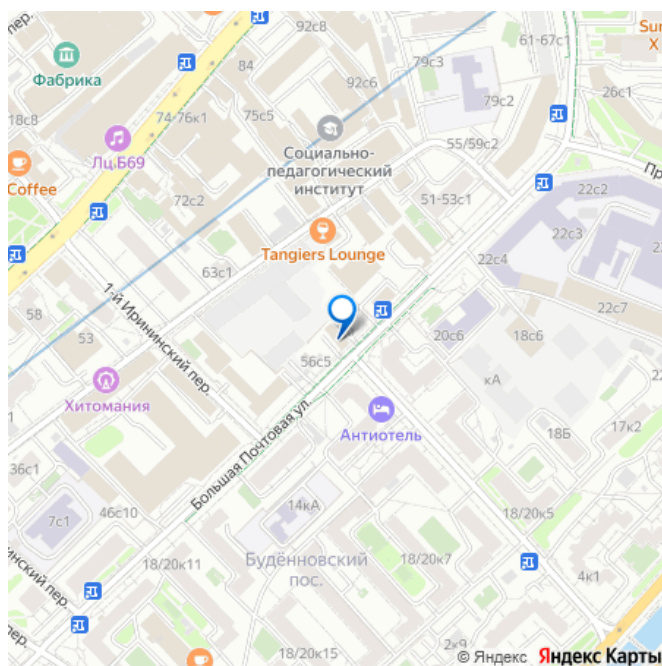 пер.
92с8
61-67с1
Sur
X
Фабрика
84
79с3
92с6
26с1
79с2
18с8
74-76к1
75с5
Лц.Б69
Социально-
педагогический
институт
55/59с2
Coffee
72с2
51-53с1
22с2
Пр
22с3
Tangiers Lounge
22с4
22
63с1
1-й Ирининский пер.
22с7
58
53
20с6
18с6
56с5
кА
Хитомания
Антиотель
Большая Почтовая ул.
17к2
18Б
36с1
14кА
46с10
18/20к5
7с1
нский пер.
18/20к11
Будённовский
пос.
18/20к7
4к1
пер.
2к9
18/20к15
© Яндекс Яндекс Карты